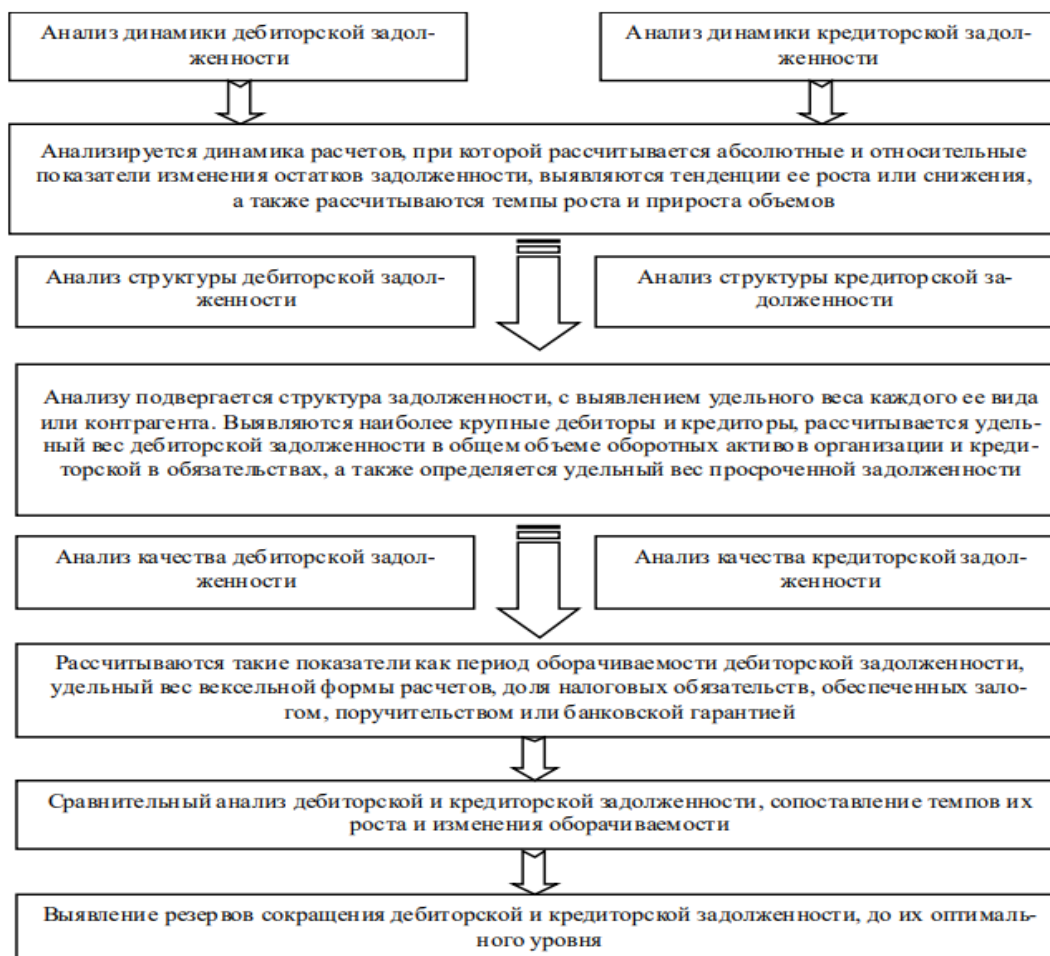 Анализ динамики дебиторской задол-
женности
Анализ динамики кредиторской задол-
женности
Анализируется динамика расчетов, при которой рассчитывается абсолютные и относительные
показатели изменения остатков задолженности, выявляются тенденции ее роста или снижения,
а также рассчитываются темпы роста и прироста объемов
Анализ структуры дебиторской задол-
женности
Анализ структуры кредиторской за-
долженности
Анализу подвергается структура задолженности, с выявлением удельного веса каждого ее вида
или контрагента. Выявляются наиболее крупные дебиторы и кредиторы, рассчитывается удель-
ный вес дебиторской задолженности в общем объеме оборотных активов организации и креди-
торской в обязательствах, а также определяется удельный вес просроченной задолженности
Анализ качества дебиторской задол-
женности
Анализ качества кредиторской задол-
женности
Рассчитываются такие показатели как период оборачиваемости дебиторской задолженности,
удельный вес вексельной формы расчетов, доля налоговых обязательств, обеспеченных зало-
гом, поручительством или банковской гарантией
Сравнительный анализ дебиторской и кредиторской задолженности, сопоставление темпов их
роста и изменения оборачиваемости
Выявление резервов сокращения дебиторской и кредиторской задолженности, до их оптималь-
ного уровня